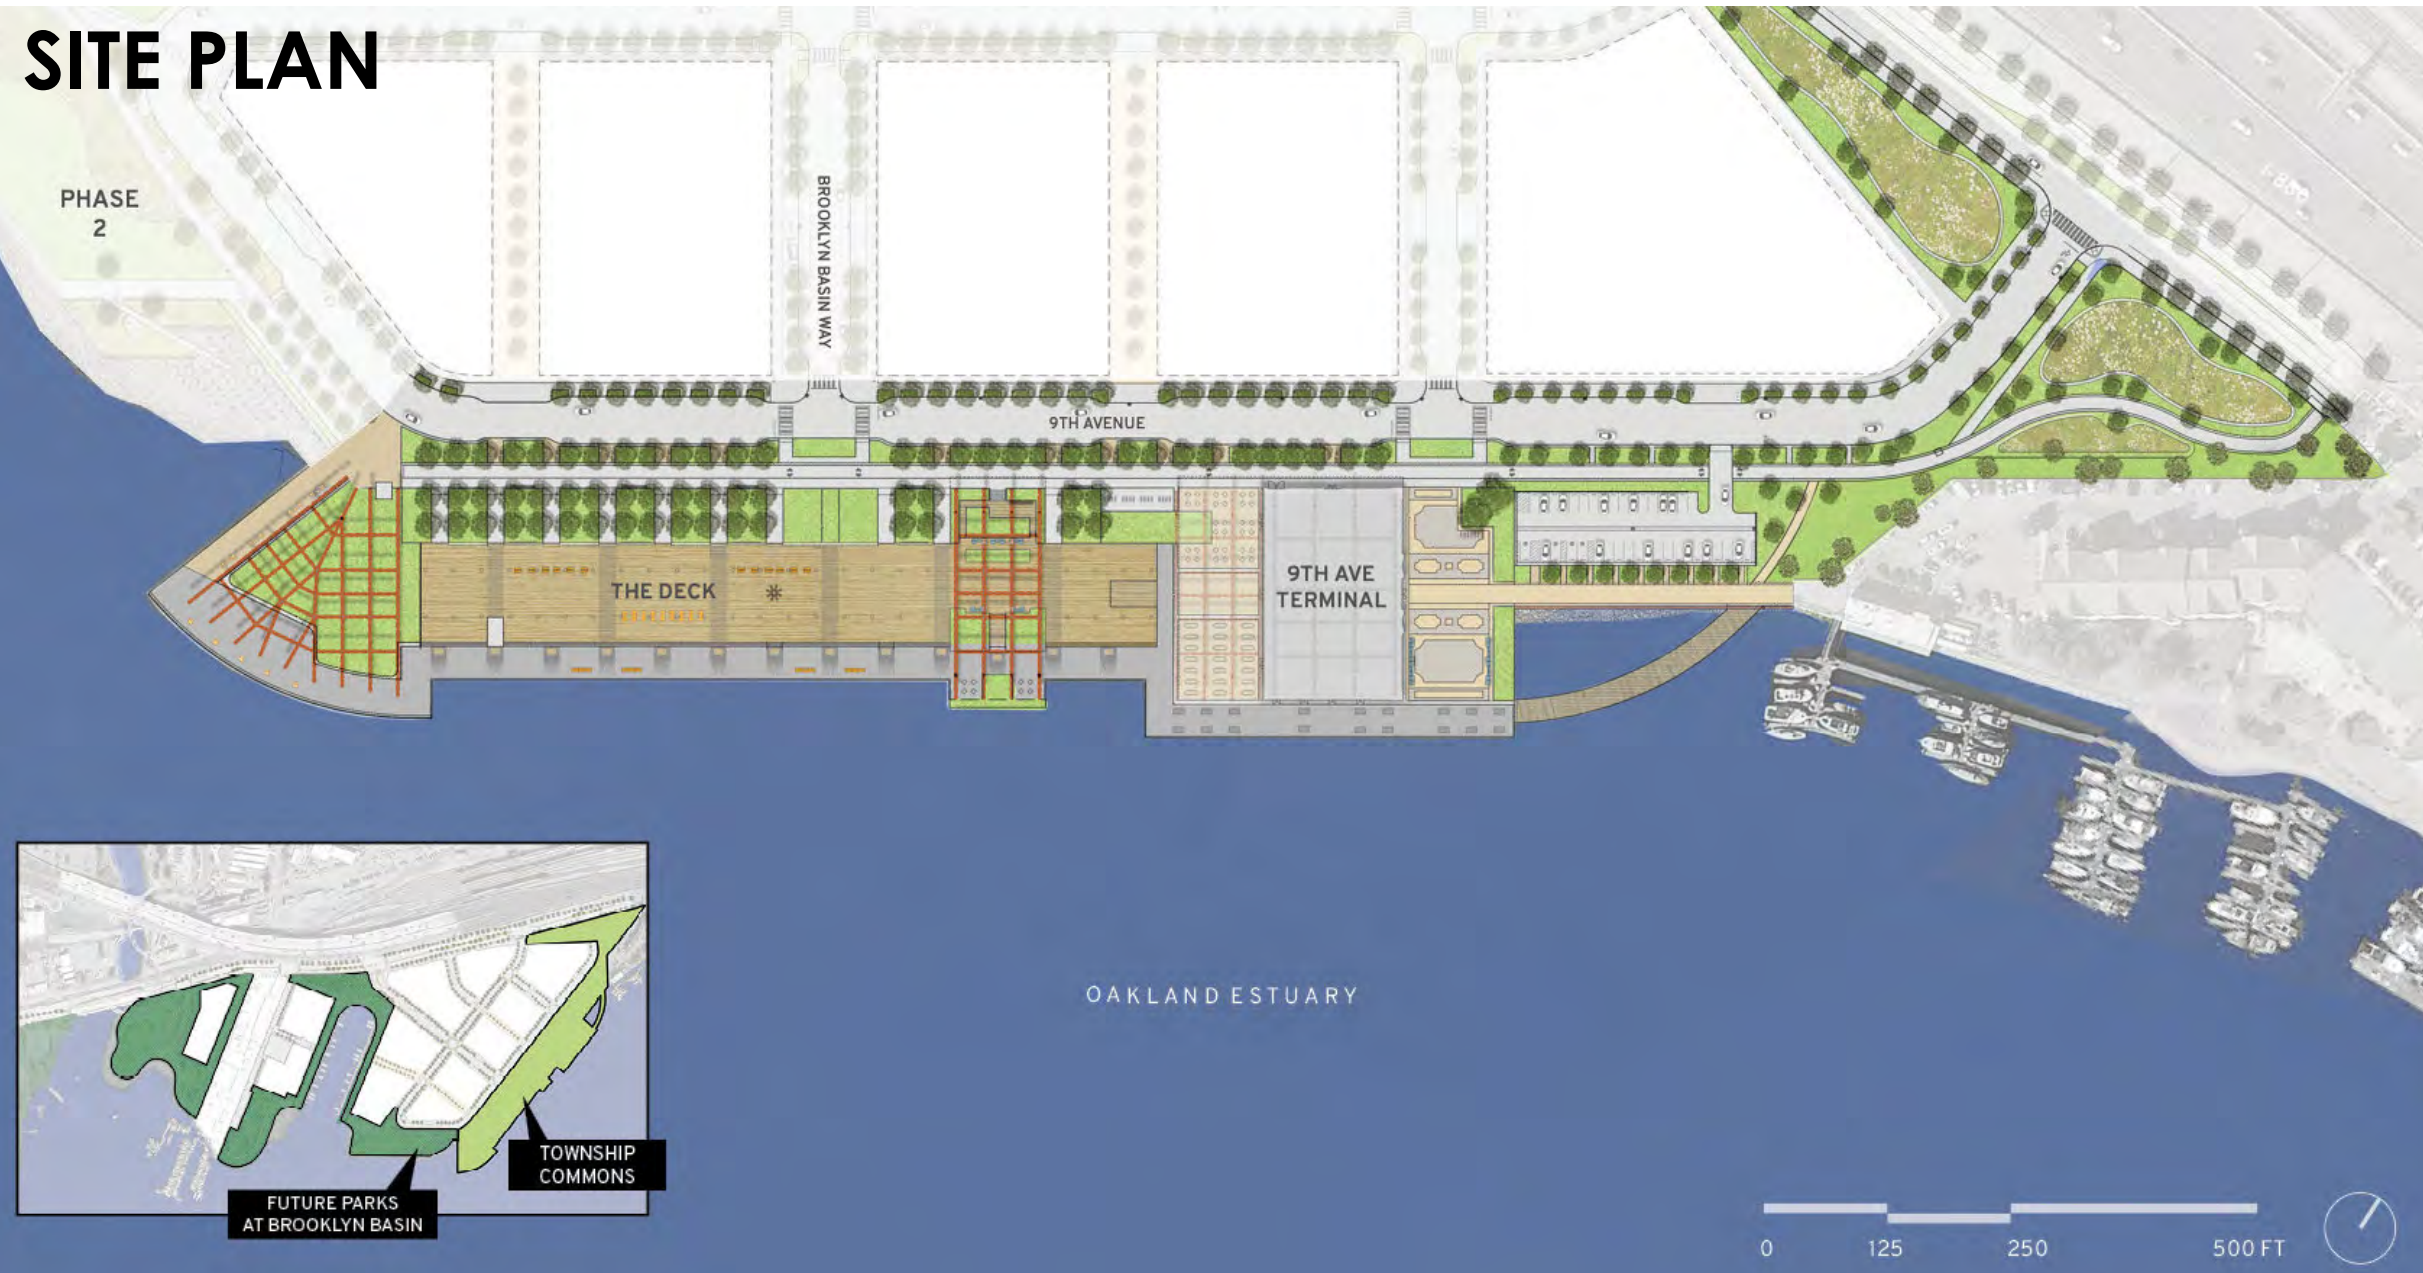 SITE PLAN
PHASE
2
BROOKLYN BASIN WAY
I-880
9TH AVENUE
THE DECK
9TH AVE
TERMINAL
OAKLAND ESTUARY
TOWNSHIP
COMMONS
FUTURE PARKS
AT BROOKLYN BASIN
0 125 250 500 FT